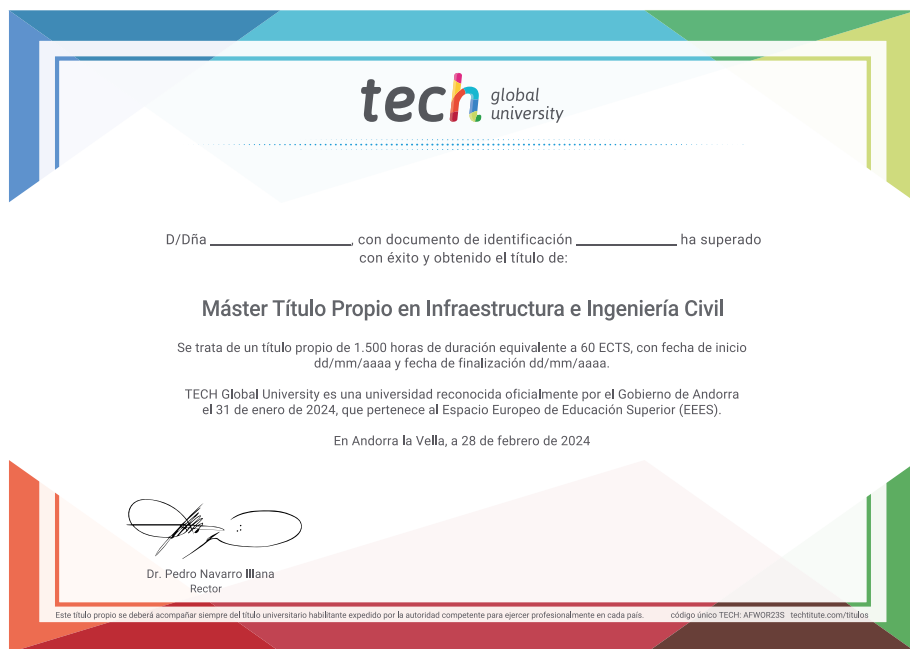 tech global
university
D/Dña ______________, con documento de identificación ____________ ha superado
con éxito y obtenido el título de:
Máster Título Propio en Infraestructura e Ingeniería Civil
Se trata de un título propio de 1.500 horas de duración equivalente a 60 ECTS, con fecha de inicio
dd/mm/aaaa y fecha de finalización dd/mm/aaaa.
TECH Global University es una universidad reconocida oficialmente por el Gobierno de Andorra
el 31 de enero de 2024, que pertenece al Espacio Europeo de Educación Superior (EEES).
En Andorra la Vella, a 28 de febrero de 2024
Dr. Pedro Navarro Illana
Rector
Este título propio se deberá acompañar siempre del título universitario habilitante expedido por la autoridad competente para ejercer profesionalmente en cada país. código único TECH: AFWOR23S techtitute.com/titulos